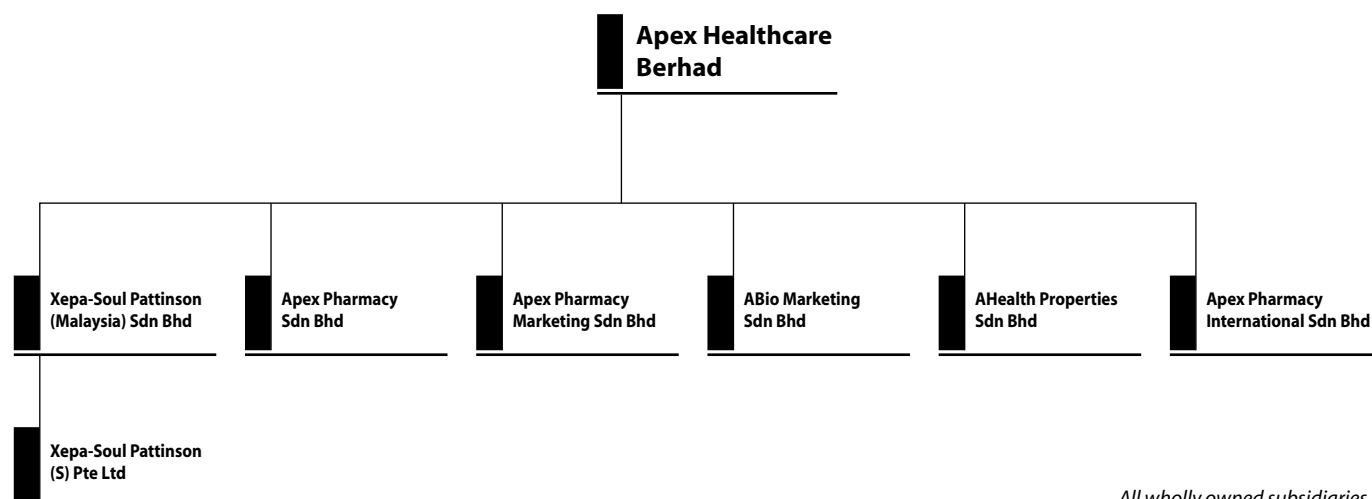 Apex Healthcare
Berhad
Xepa-Soul Pattinson
(Malaysia) Sdn Bhd
Apex Pharmacy
Sdn Bhd
Apex Pharmacy
Marketing Sdn Bhd
ABio Marketing
Sdn Bhd
AHealth Properties
Sdn Bhd
Apex Pharmacy
International Sdn Bhd
Xepa-Soul Pattinson
(S) Pte Ltd
All wholly owned subsidiaries